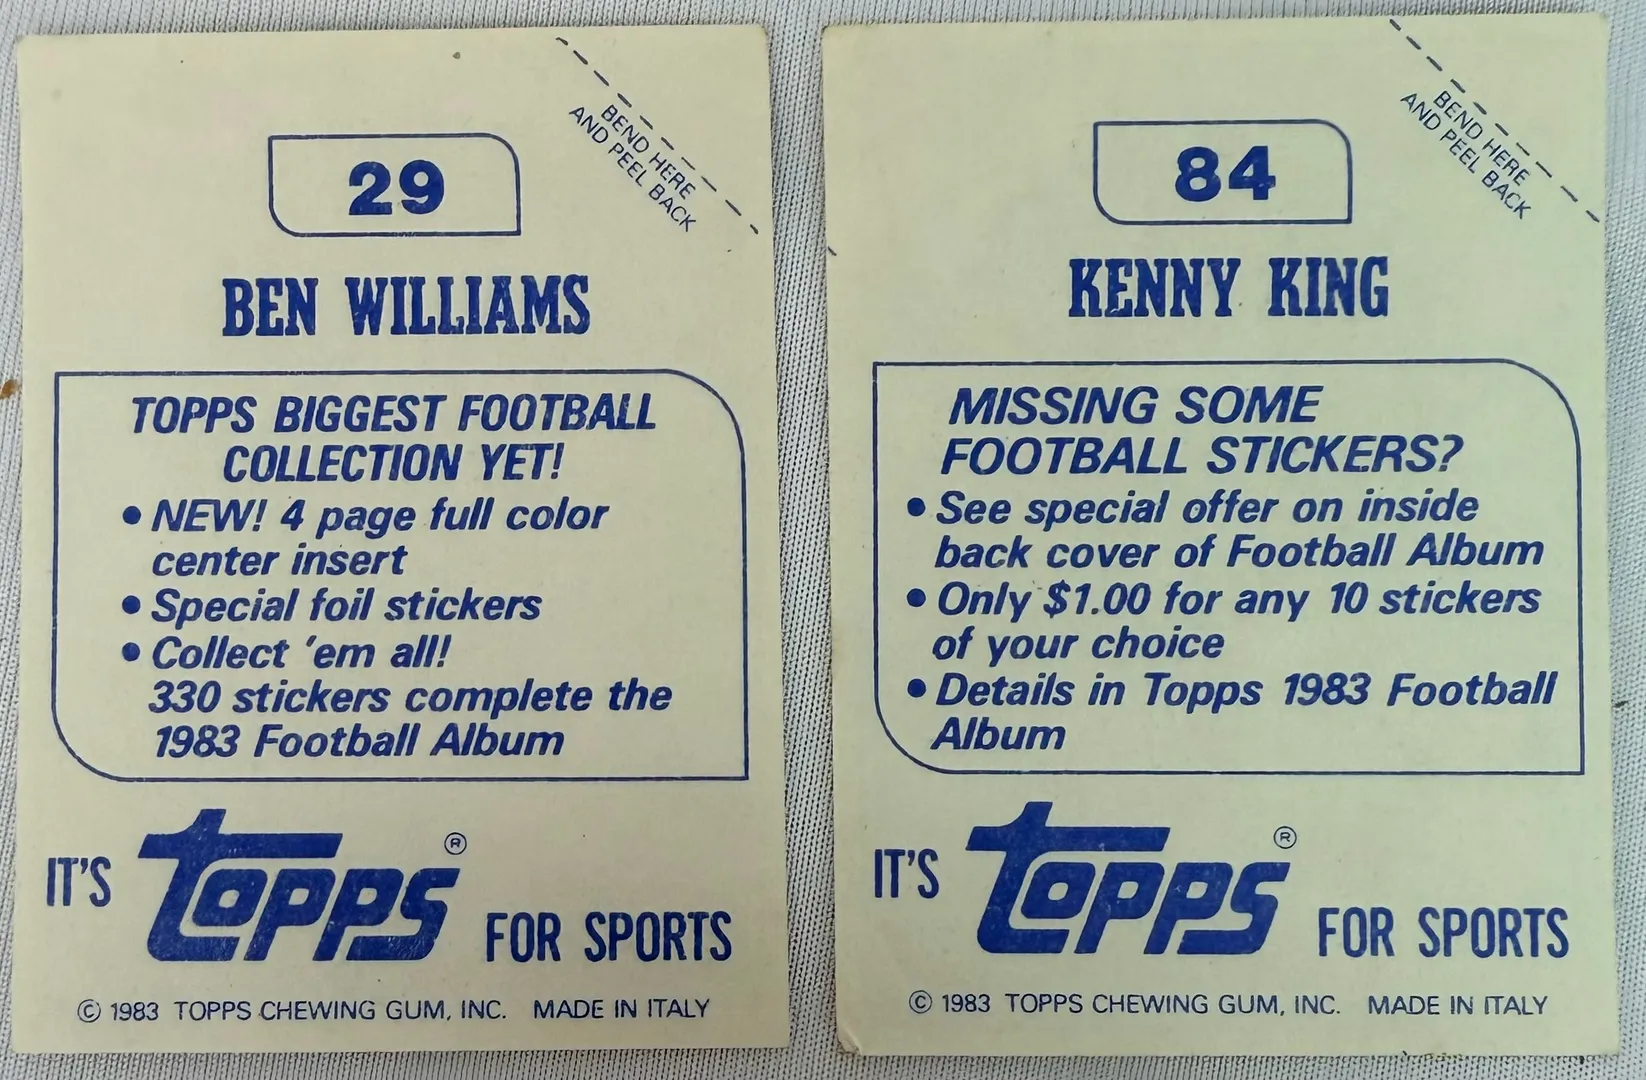 29
BEND HERE
AND PEEL BACK
BEN WILLIAMS
TOPPS BIGGEST FOOTBALL
COLLECTION YET!
• NEW! 4 page full color
center insert
• Special foil stickers
• Collect 'em all!
330 stickers complete the
1983 Football Album
IT'S topps® FOR SPORTS
© 1983 TOPPS CHEWING GUM, INC. MADE IN ITALY
84
BEND HERE
AND PEEL BACK
KENNY KING
MISSING SOME
FOOTBALL STICKERS?
• See special offer on inside
back cover of Football Album
• Only $1.00 for any 10 stickers
of your choice
• Details in Topps 1983 Football
Album
IT'S topps® FOR SPORTS
© 1983 TOPPS CHEWING GUM, INC. MADE IN ITALY